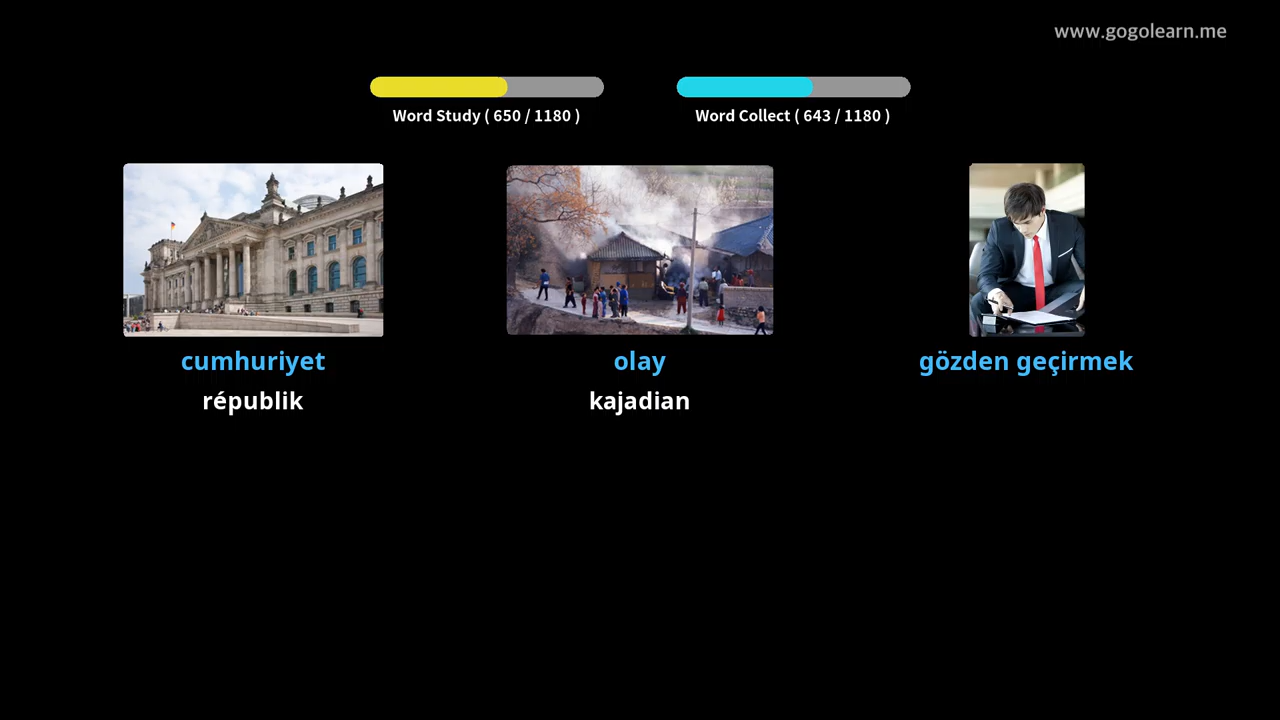 www.gogolearn.me
Word Study ( 650 / 1180 )
Word Collect ( 643 / 1180 )
cumhuriyet
olay
gözden geçirmek
républik
kajadian